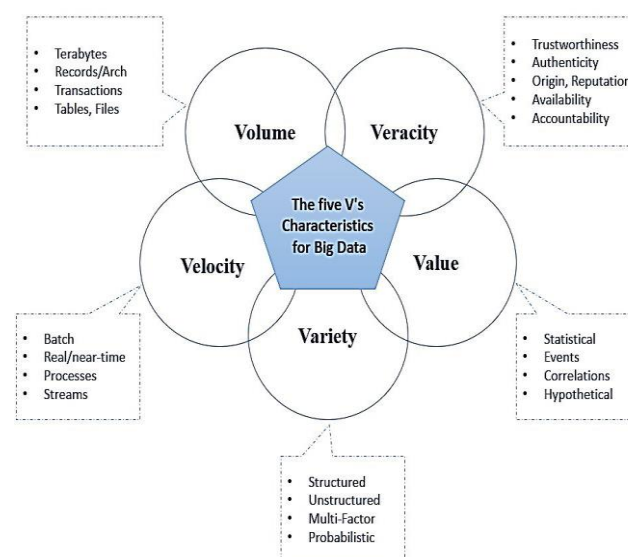 • Terabytes
• Records/Arch
• Transactions
• Tables, Files
• Trustworthiness
• Authenticity
• Origin, Reputation
• Availability
• Accountability
Volume
Veracity
The five V's
Characteristics
for Big Data
Velocity
Value
Variety
• Batch
• Real/near-time
• Processes
• Streams
• Statistical
• Events
• Correlations
• Hypothetical
• Structured
• Unstructured
• Multi-Factor
• Probabilistic